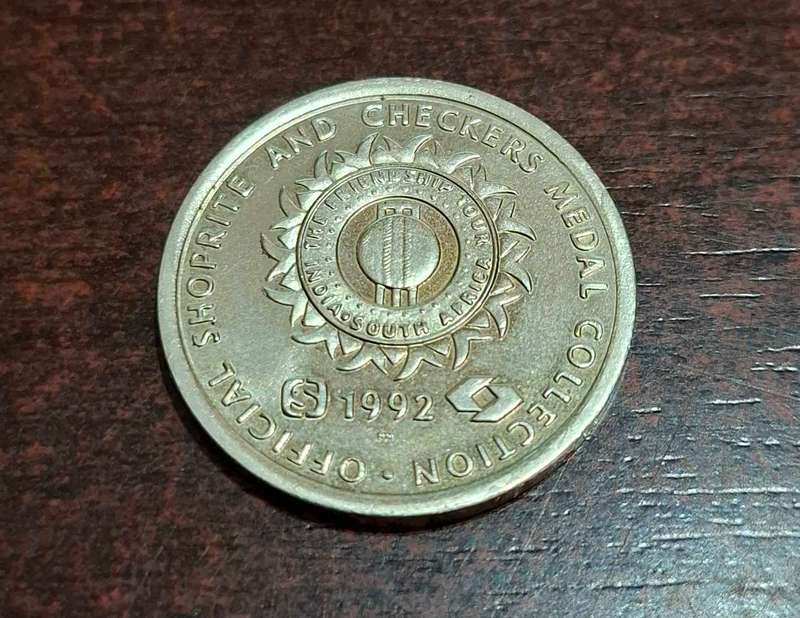 OFFICIAL SHOPRITE AND CHECKERS MEDAL COLLECTION •
THE FRIENDSHIP TOUR
INDIA • SOUTH AFRICA
S 1992